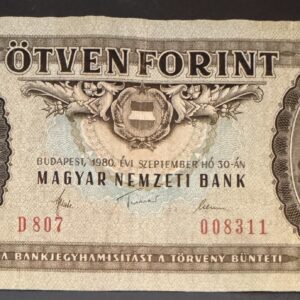 ÖTVEN FORINT
BUDAPEST, 1980. ÉVI SZEPTEMBER HÓ 30-ÁN
MAGYAR NEMZETI BANK
D 807 008311
A BANKJEGYHAMISÍTÁST A TÖRVÉNY BÜNTETI